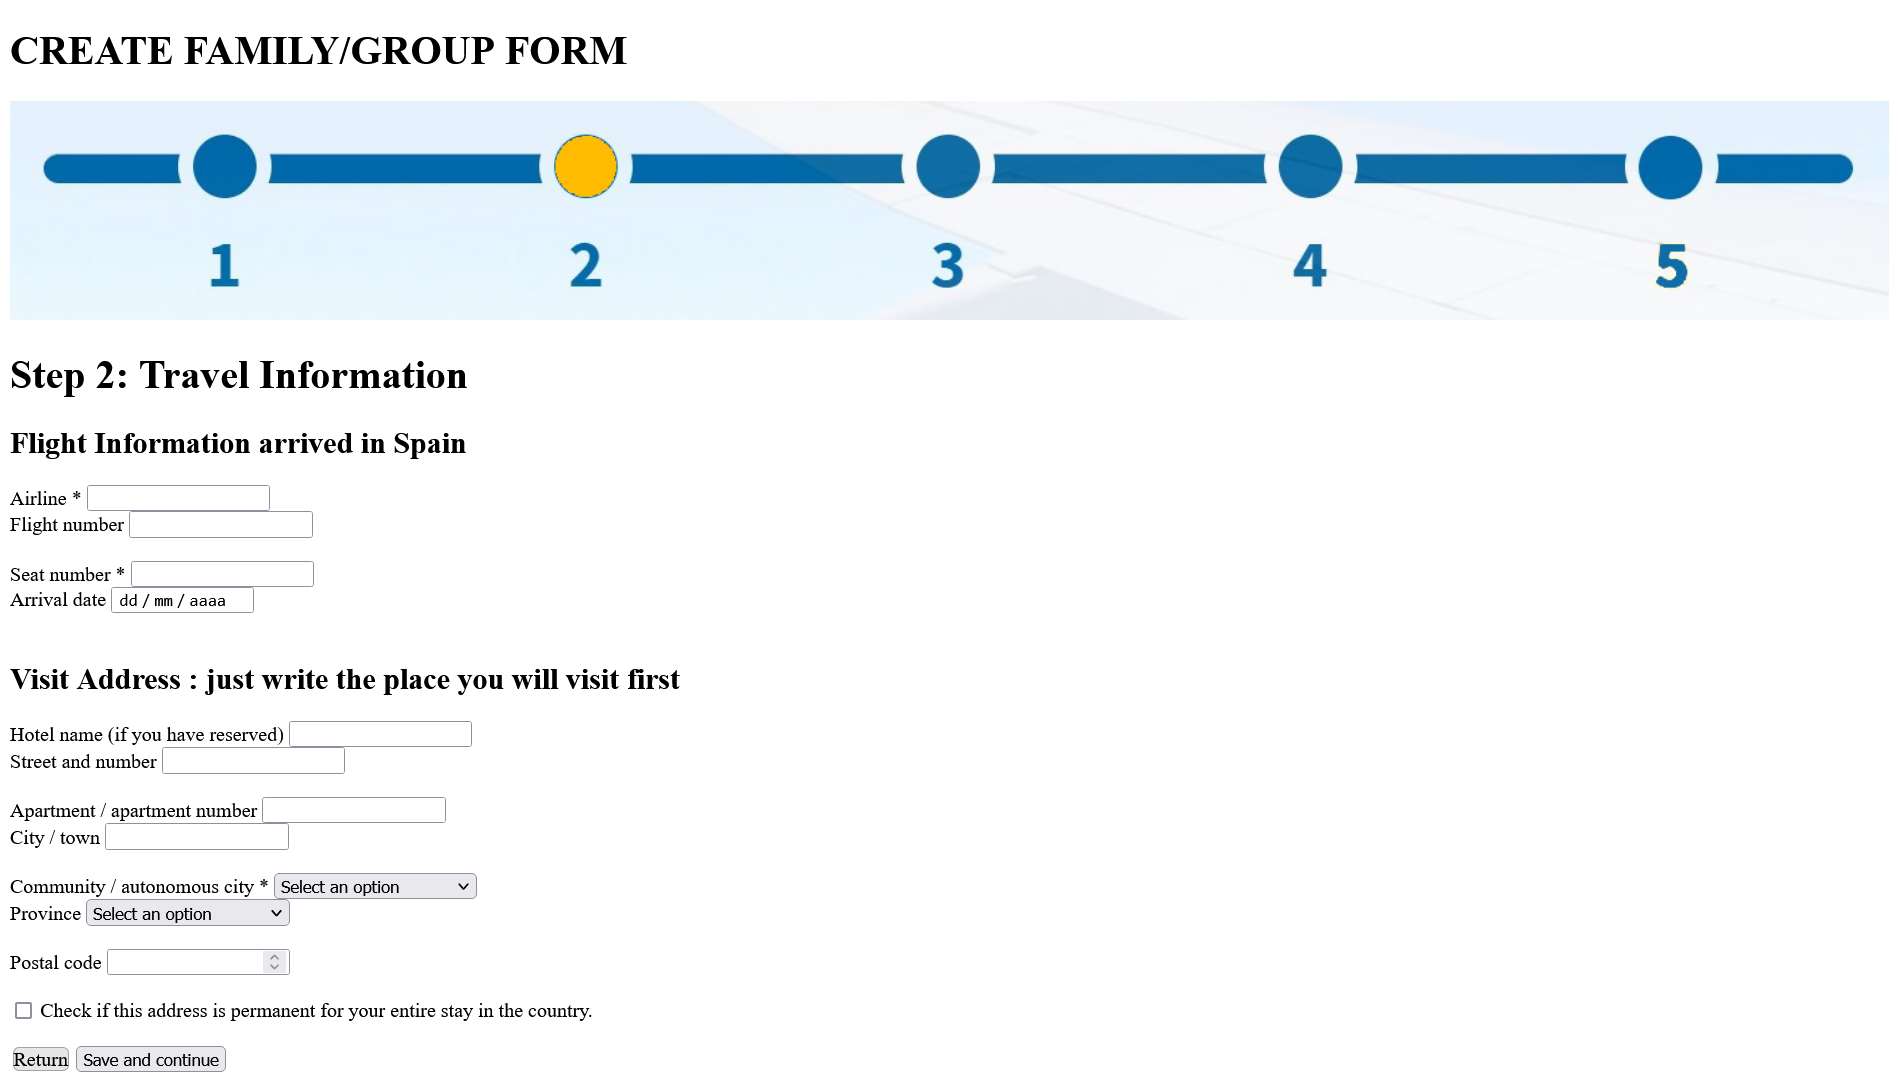 CREATE FAMILY/GROUP FORM
1 2 3 4 5
Step 2: Travel Information
Flight Information arrived in Spain
Airline *
Flight number
Seat number *
Arrival date dd / mm / aaaa
Visit Address : just write the place you will visit first
Hotel name (if you have reserved)
Street and number
Apartment / apartment number
City / town
Community / autonomous city * Select an option
Province Select an option
Postal code
Check if this address is permanent for your entire stay in the country.
Return Save and continue